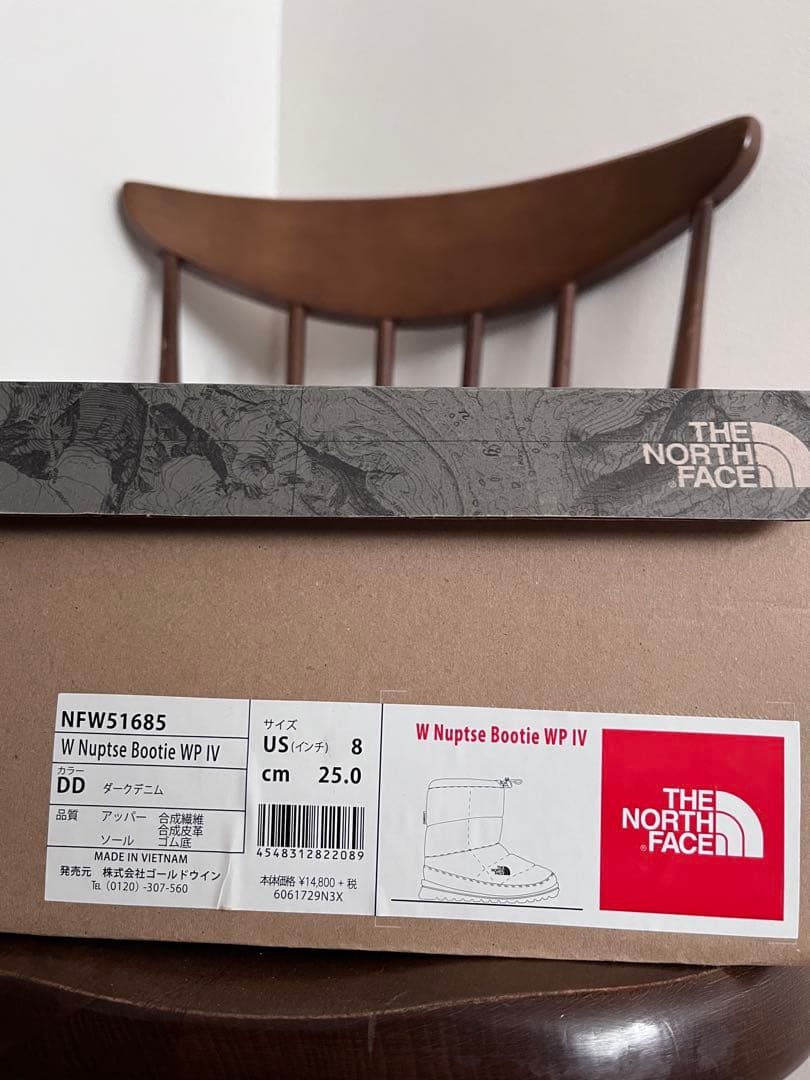 THE
NORTH
FACE
NFW51685
W Nuptse Bootie WP IV
カラー
DD ダークデニム
品質 アッパー 合成繊維
合成皮革
ソール ゴム底
MADE IN VIETNAM
発売元 株式会社ゴールドウイン
TEL (0120) -307-560
サイズ
US (インチ) 8
cm 25.0
4548312822089
本体価格 ¥14,800 + 税
6061729N3X
W Nuptse Bootie WP IV
THE
NORTH
FACE
®